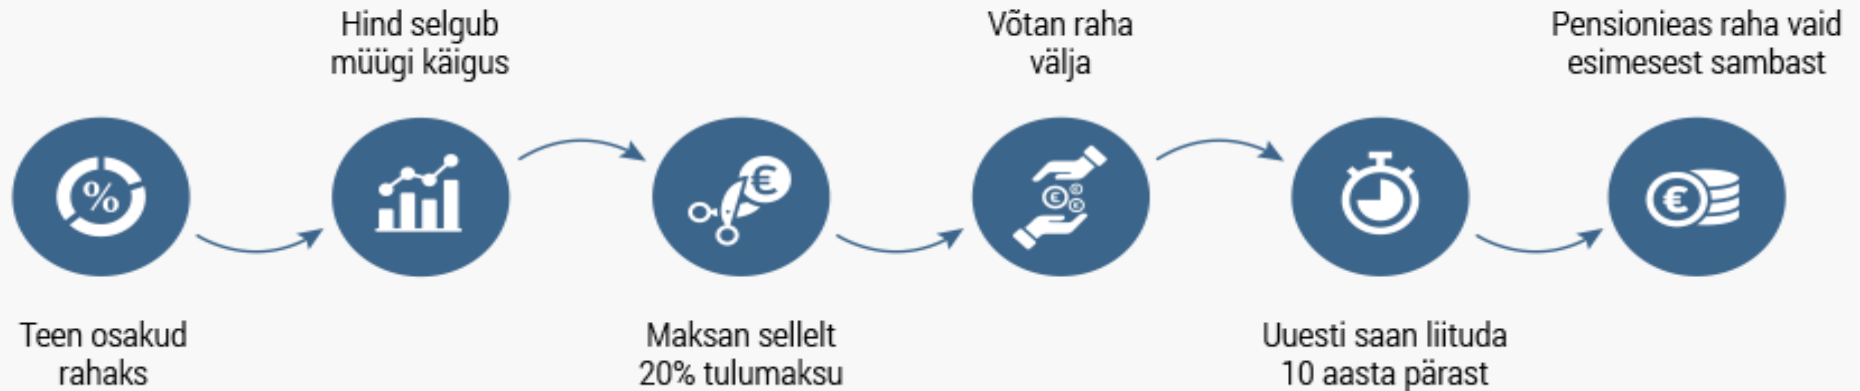 Teen osakud
rahaks
Hind selgub
müügi käigus
Maksan sellelt
20% tulumaksu
Võtan raha
välja
Uuesti saan liituda
10 aasta pärast
Pensionieas raha vaid
esimesest sambast
%
€
€
€
€
€